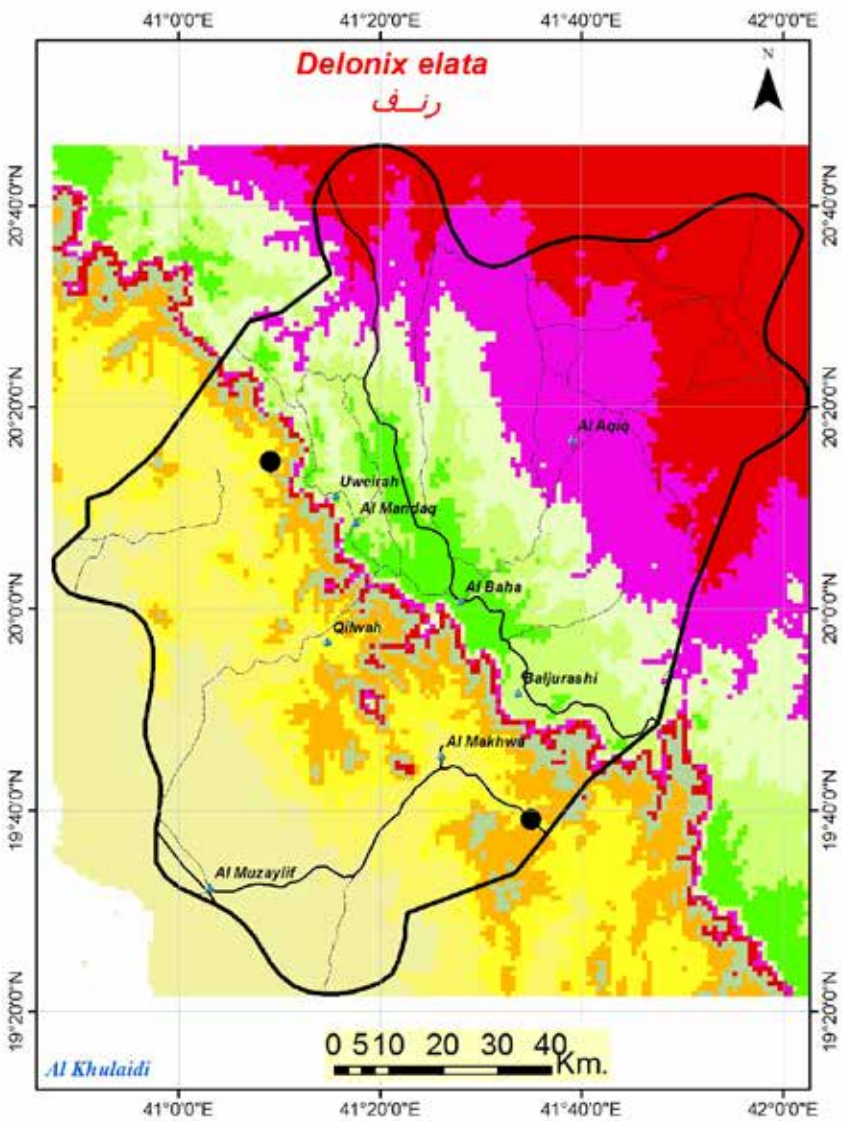 41°0'0"E 41°20'0"E 41°40'0"E 42°0'0"E
Delonix elata
رنــف
N
20°40'0"N 20°40'0"N
20°20'0"N 20°20'0"N
Al Aqiq
Uweirah
Al Mandaq
Al Baha
20°0'0"N 20°0'0"N
Qilwah
Baljurashi
Al Makhwa
19°40'0"N 19°40'0"N
Al Muzaylif
19°20'0"N 19°20'0"N
0 5 10 20 30 40 Km.
Al Khulaidi
41°0'0"E 41°20'0"E 41°40'0"E 42°0'0"E